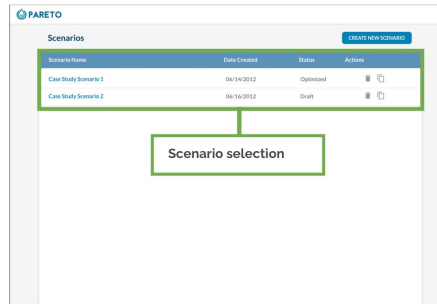 PARETO
Scenarios
CREATE NEW SCENARIO
Scenario Name Date Created Status Actions
Case Study Scenario 1 06/14/2012 Optimized
Case Study Scenario 2 06/16/2012 Draft
Scenario selection